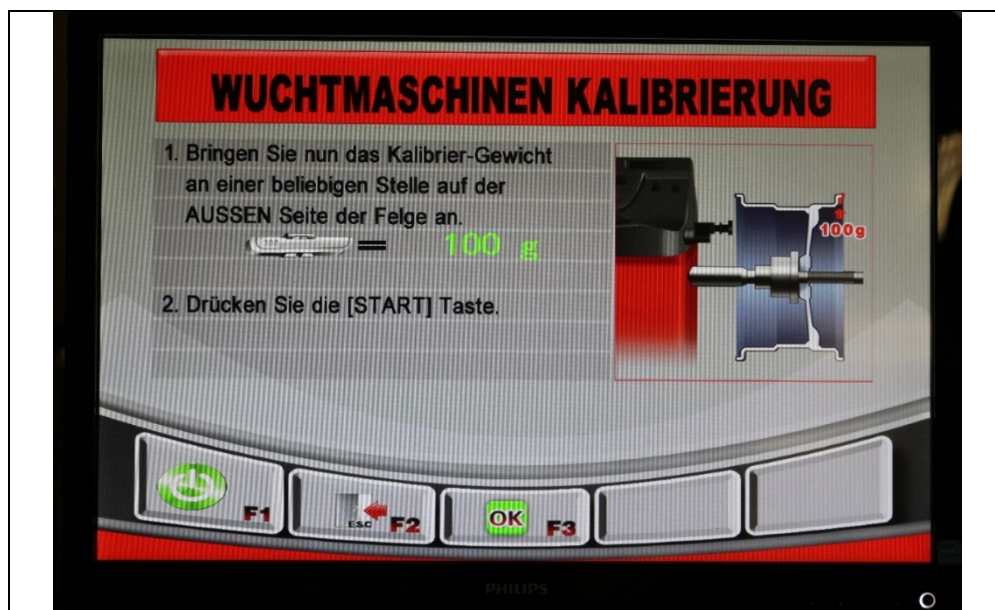 WUCHTMASCHINEN KALIBRIERUNG
1. Bringen Sie nun das Kalibrier-Gewicht
an einer beliebigen Stelle auf der
AUSSEN Seite der Felge an.
= 100 g
100g
2. Drücken Sie die [START] Taste.
F1
ESC F2
OK F3
PHILIPS